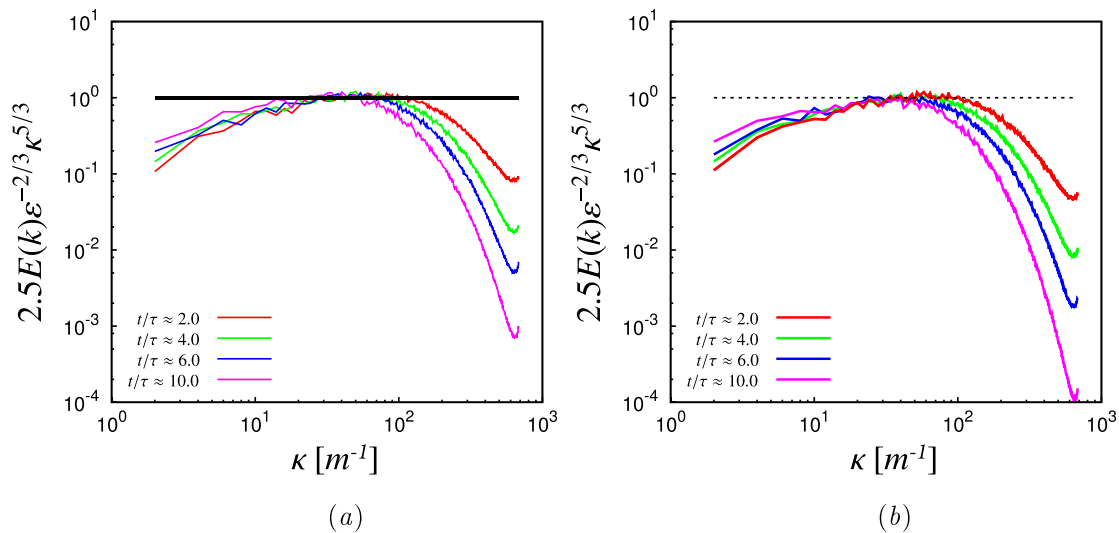 10^1
10^0
10^-1
10^-2
10^-3
10^-4
2.5E(k)ε^{-2/3} κ^{5/3}
t/τ ≈ 2.0
t/τ ≈ 4.0
t/τ ≈ 6.0
t/τ ≈ 10.0
10^0 10^1 10^2 10^3
κ [m^-1]
(a)
10^1
10^0
10^-1
10^-2
10^-3
10^-4
2.5E(k)ε^{-2/3} κ^{5/3}
t/τ ≈ 2.0
t/τ ≈ 4.0
t/τ ≈ 6.0
t/τ ≈ 10.0
10^0 10^1 10^2 10^3
κ [m^-1]
(b)